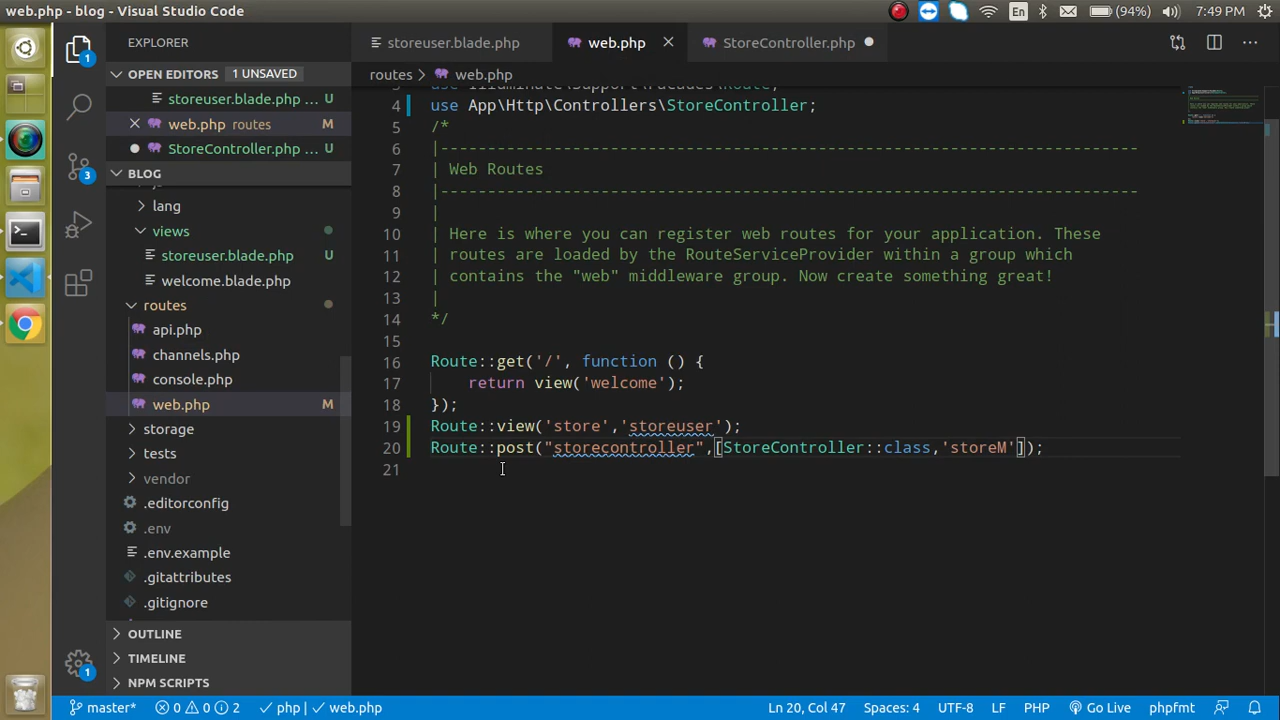 web.php - blog - Visual Studio Code
En
(94%)
7:49 PM
EXPLORER
storeuser.blade.php
web.php
StoreController.php
OPEN EDITORS
1 UNSAVED
routes
web.php
storeuser.blade.php ... U
web.php routes M
StoreController.php ... U
BLOG
lang
views
storeuser.blade.php U
welcome.blade.php
routes
api.php
channels.php
console.php
web.php M
storage
tests
vendor
.editorconfig
.env
.env.example
.gitattributes
.gitignore
OUTLINE
TIMELINE
NPM SCRIPTS
1
3
1
4 use App\Http\Controllers\StoreController;
5 /*
6 |--------------------------------------------------------------------------
7 | Web Routes
8 |--------------------------------------------------------------------------
9 |
10 | Here is where you can register web routes for your application. These
11 | routes are loaded by the RouteServiceProvider within a group which
12 | contains the "web" middleware group. Now create something great!
13 |
14 */
15
16 Route::get('/', function () {
17 return view('welcome');
18 });
19 Route::view('store','storeuser');
20 Route::post("storecontroller",[StoreController::class,'storeM']);
21
master* 0 0 2 php | web.php
Ln 20, Col 47 Spaces: 4 UTF-8 LF PHP Go Live phpfmt